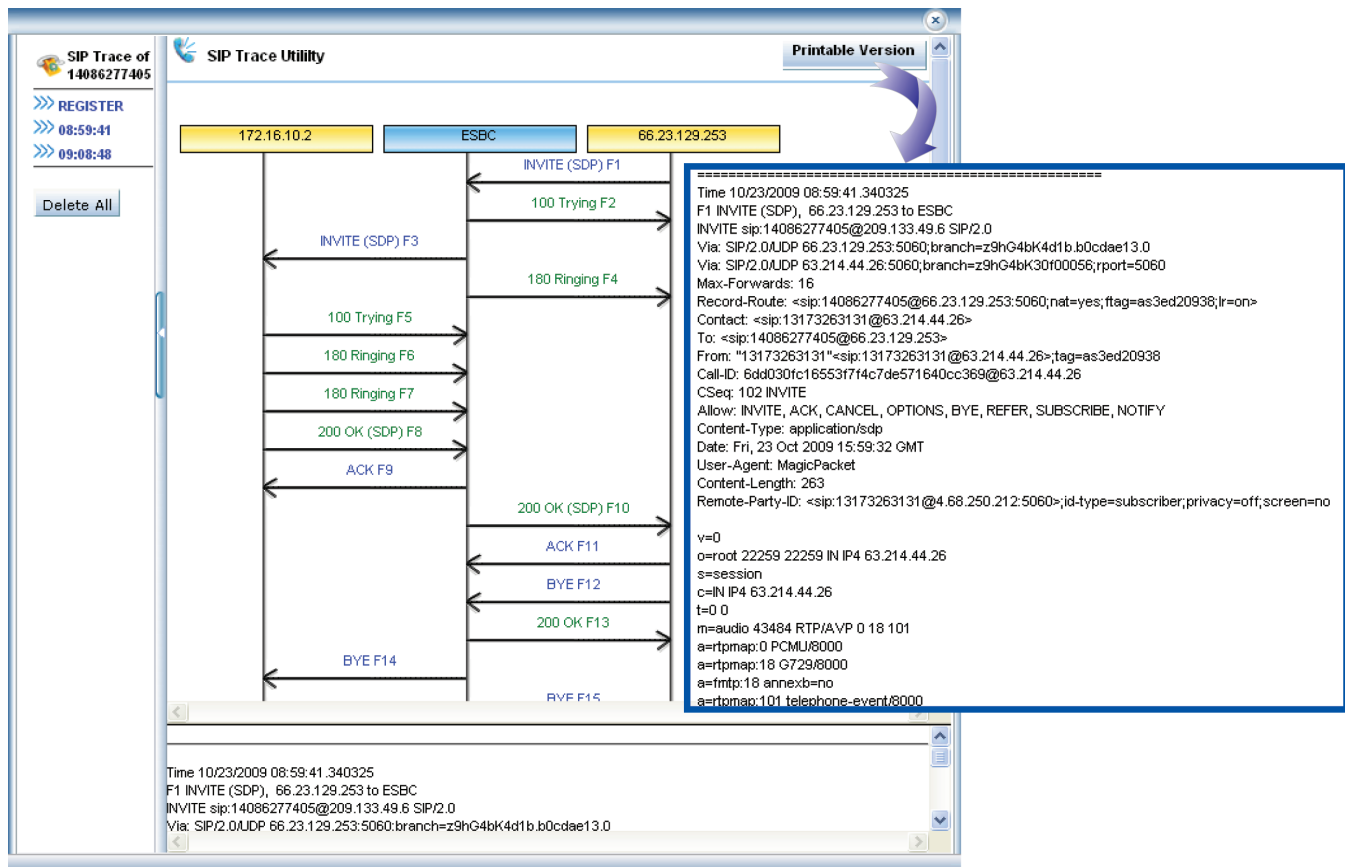 SIP Trace of
14086277405
REGISTER
08:59:41
09:08:48
Delete All
SIP Trace Utililty
Printable Version
172.16.10.2
ESBC
66.23.129.253
INVITE (SDP) F1
100 Trying F2
INVITE (SDP) F3
180 Ringing F4
100 Trying F5
180 Ringing F6
180 Ringing F7
200 OK (SDP) F8
ACK F9
200 OK (SDP) F10
ACK F11
BYE F12
200 OK F13
BYE F14
BYE F15
====================================================
Time 10/23/2009 08:59:41.340325
F1 INVITE (SDP), 66.23.129.253 to ESBC
INVITE sip:14086277405@209.133.49.6 SIP/2.0
Via: SIP/2.0/UDP 66.23.129.253:5060;branch=z9hG4bK4d1b.b0cdae13.0
Via: SIP/2.0/UDP 63.214.44.26:5060;branch=z9hG4bK30f00056;rport=5060
Max-Forwards: 16
Record-Route: <sip:14086277405@66.23.129.253:5060;nat=yes;ftag=as3ed20938;lr=on>
Contact: <sip:13173263131@63.214.44.26>
To: <sip:14086277405@66.23.129.253>
From: "13173263131"<sip:13173263131@63.214.44.26>;tag=as3ed20938
Call-ID: 6dd030fc16553f7f4c7de571640cc369@63.214.44.26
CSeq: 102 INVITE
Allow: INVITE, ACK, CANCEL, OPTIONS, BYE, REFER, SUBSCRIBE, NOTIFY
Content-Type: application/sdp
Date: Fri, 23 Oct 2009 15:59:32 GMT
User-Agent: MagicPacket
Content-Length: 263
Remote-Party-ID: <sip:13173263131@4.68.250.212:5060>;id-type=subscriber;privacy=off;screen=no
v=0
o=root 22259 22259 IN IP4 63.214.44.26
s=session
c=IN IP4 63.214.44.26
t=0 0
m=audio 43484 RTP/AVP 0 18 101
a=rtpmap:0 PCMU/8000
a=rtpmap:18 G729/8000
a=fmtp:18 annexb=no
a=rtpmap:101 telephone-event/8000
Time 10/23/2009 08:59:41.340325
F1 INVITE (SDP), 66.23.129.253 to ESBC
INVITE sip:14086277405@209.133.49.6 SIP/2.0
Via: SIP/2.0/UDP 66.23.129.253:5060;branch=z9hG4bK4d1b.b0cdae13.0